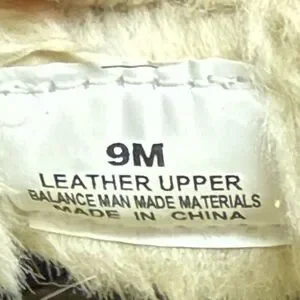 9M
LEATHER UPPER
BALANCE MAN MADE MATERIALS
MADE IN CHINA